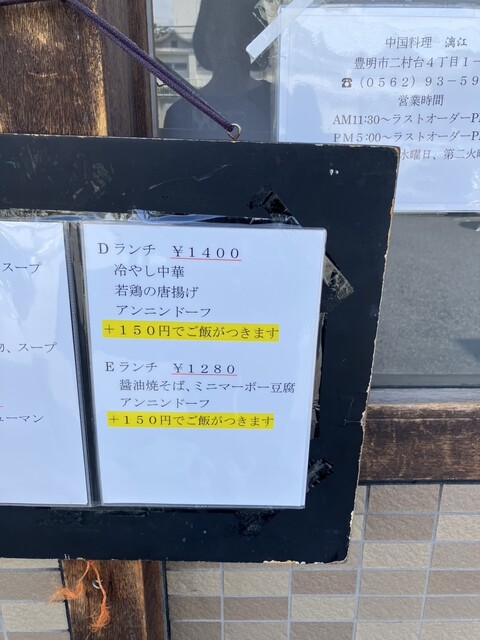 中国料理 漓江
豊明市二村台4丁目1－
☎（0562）93－59
営業時間
AM11:30～ラストオーダーP
PM5:00～ラストオーダーP
水曜日、第二火
Dランチ ￥1400
冷やし中華
若鶏の唐揚げ
アンニンドーフ
＋150円でご飯がつきます
Eランチ ￥1280
醤油焼そば、ミニマーボー豆腐
アンニンドーフ
＋150円でご飯がつきます
スープ
、スープ
ューマン